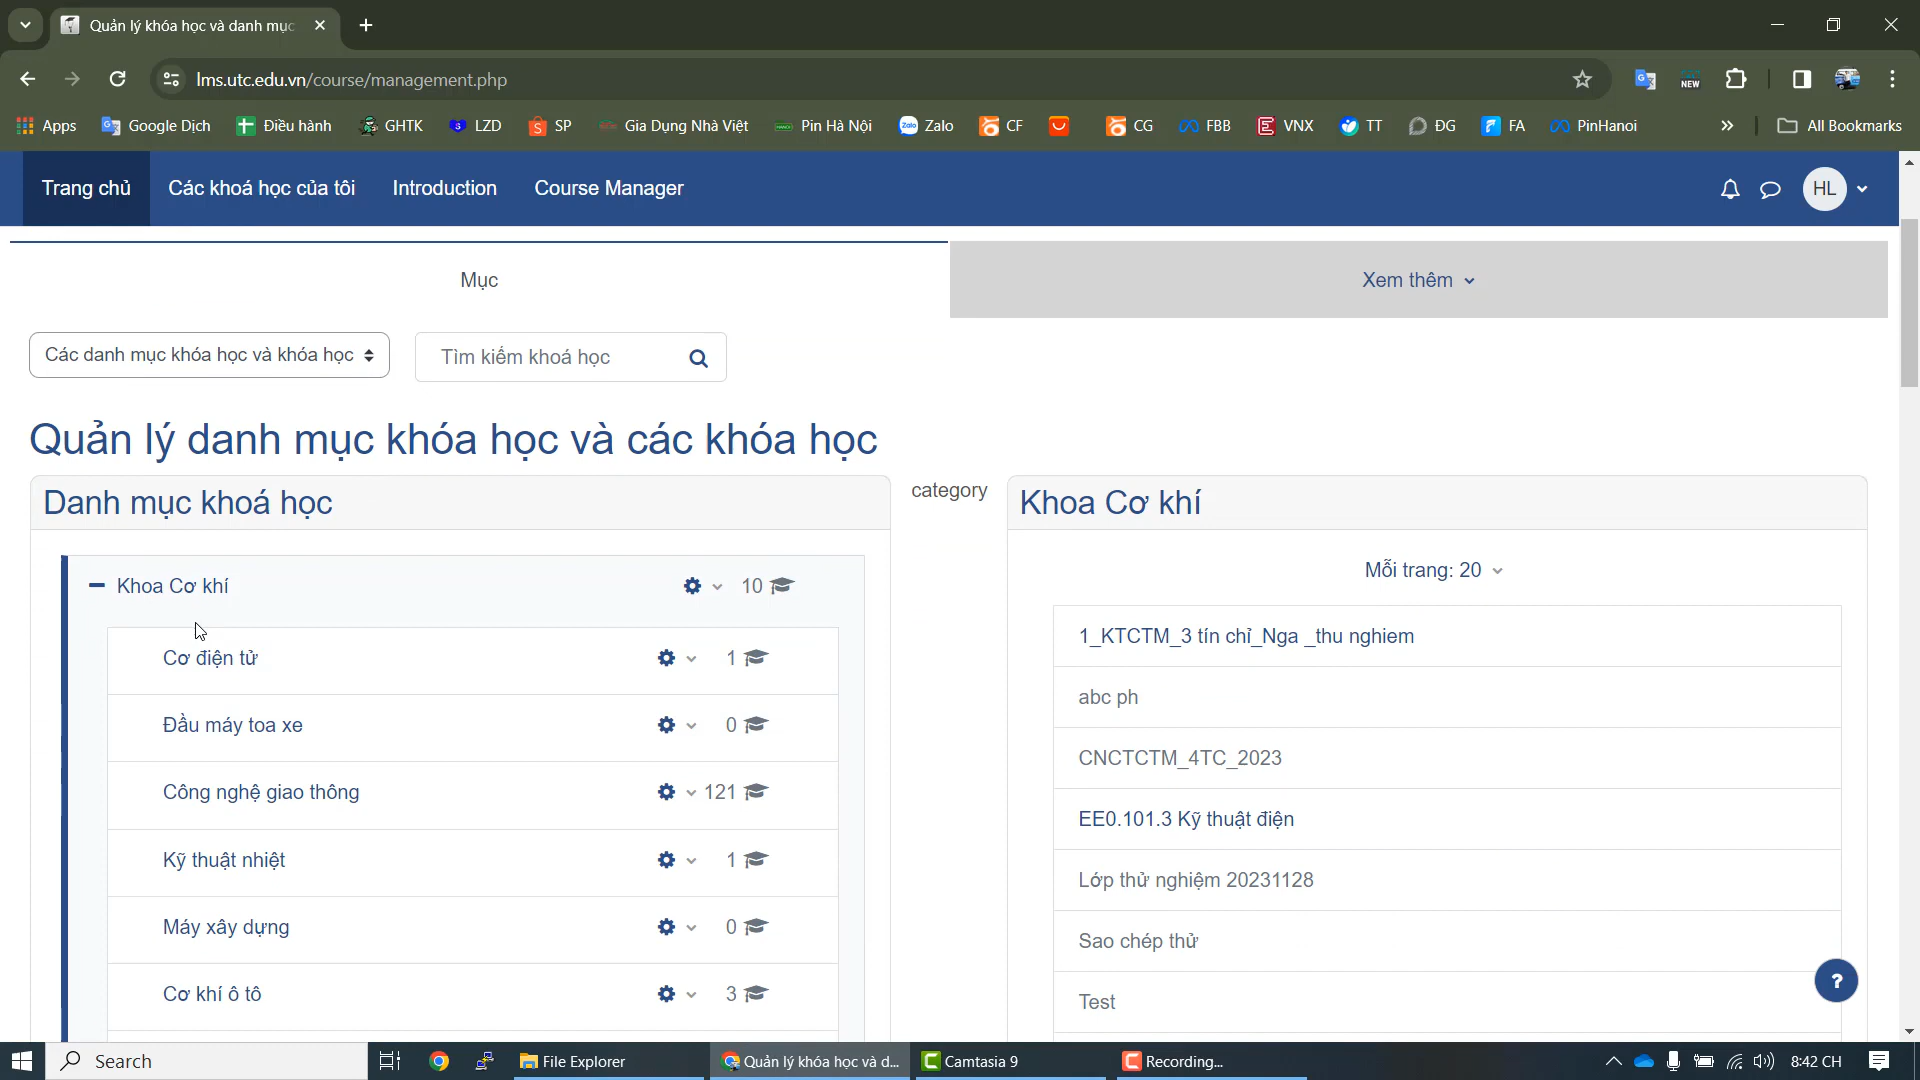 Quản lý khóa học và danh mục
lms.utc.edu.vn/course/management.php
NEW
Apps Google Dịch Điều hành GHTK LZD SP Gia Dụng Nhà Việt Pin Hà Nội Zalo CF CG FBB VNX TT ĐG FA PinHanoi All Bookmarks
Trang chủ Các khoá học của tôi Introduction Course Manager HL
Mục Xem thêm
Các danh mục khóa học và khóa học Tìm kiếm khoá học
Quản lý danh mục khóa học và các khóa học
Danh mục khoá học category Khoa Cơ khí
Mỗi trang: 20
Khoa Cơ khí 10
1_KTCTM_3 tín chỉ_Nga _thu nghiem
Cơ điện tử 1
abc ph
Đầu máy toa xe 0
CNCTCTM_4TC_2023
Công nghệ giao thông 121
EE0.101.3 Kỹ thuật điện
Kỹ thuật nhiệt 1
Lớp thử nghiệm 20231128
Máy xây dựng 0
Sao chép thử
Cơ khí ô tô 3
Test
?
Search File Explorer Quản lý khóa học và d... Camtasia 9 Recording... 8:42 CH